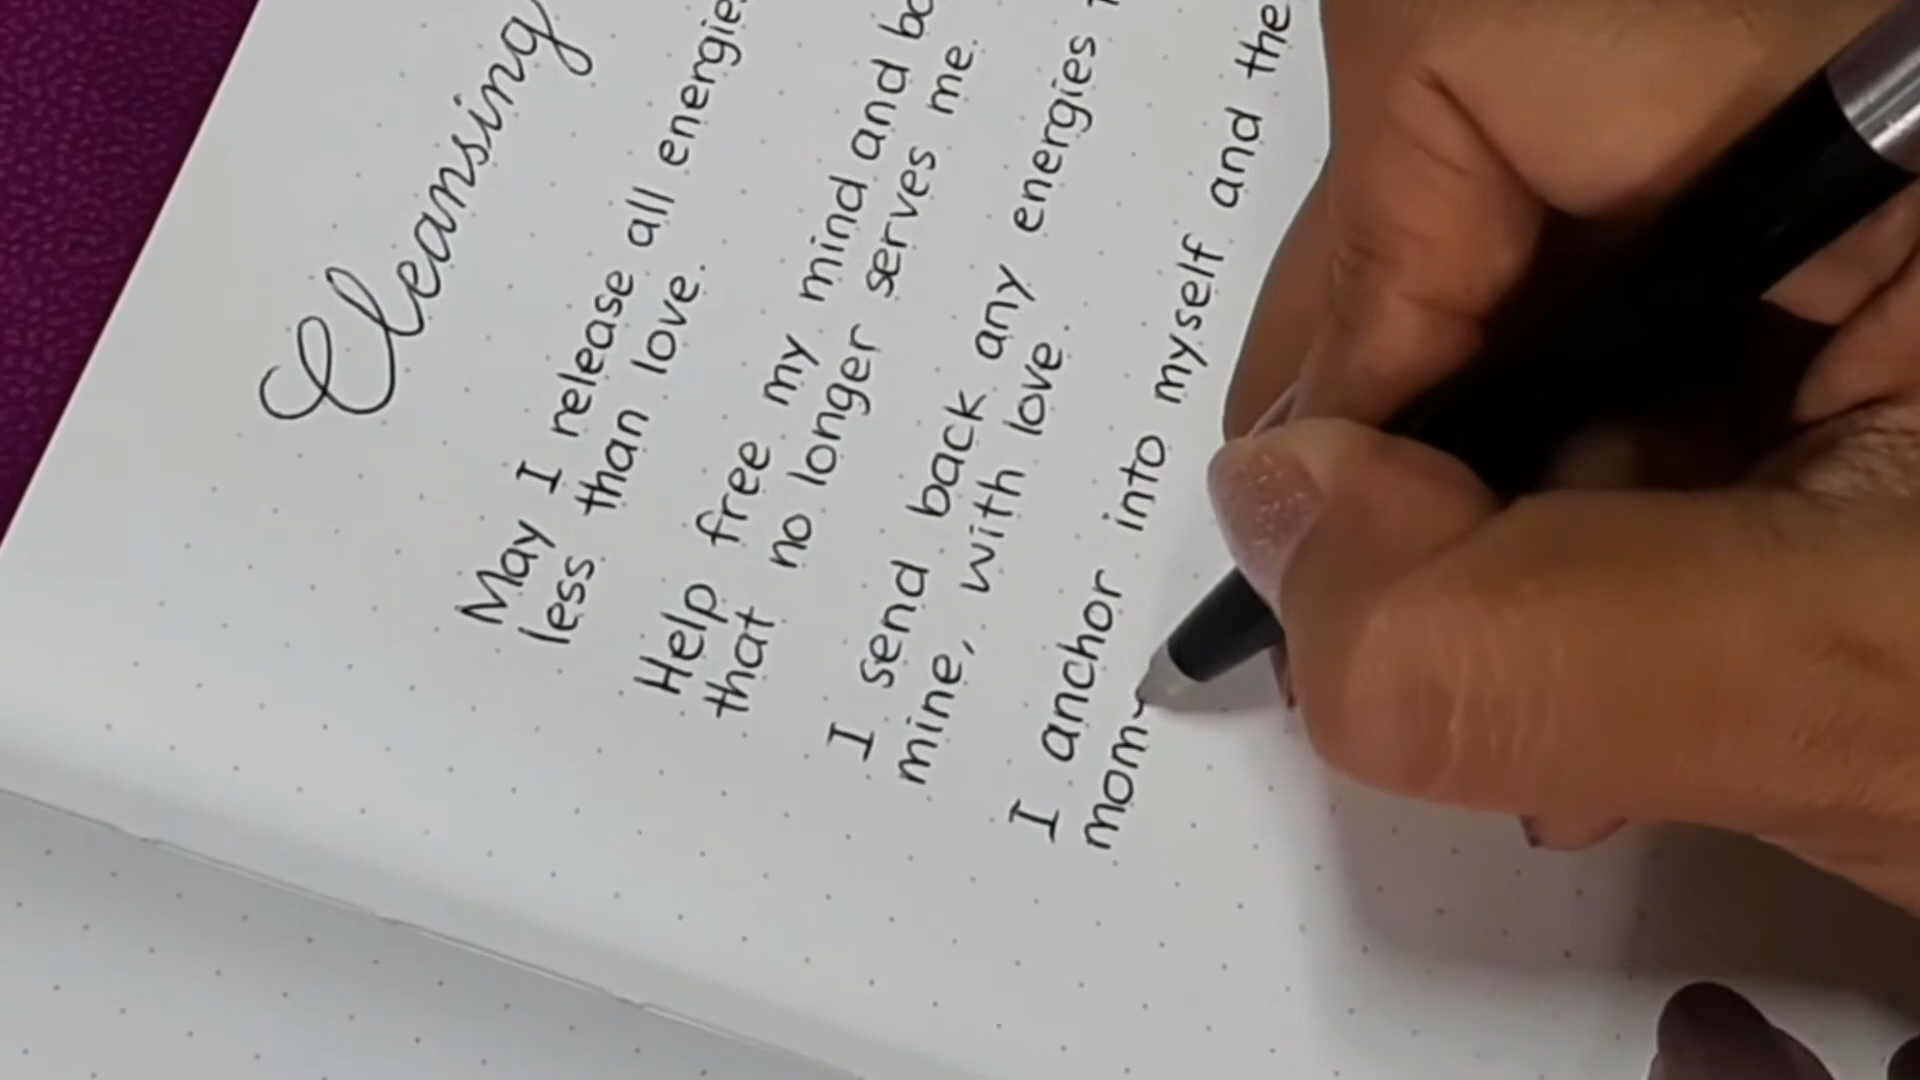 Cleansing
May I release all energies
less than love.
Help free my mind and
that no longer serves me.
I send back any energies
mine, with love.
I anchor into myself and the
mom